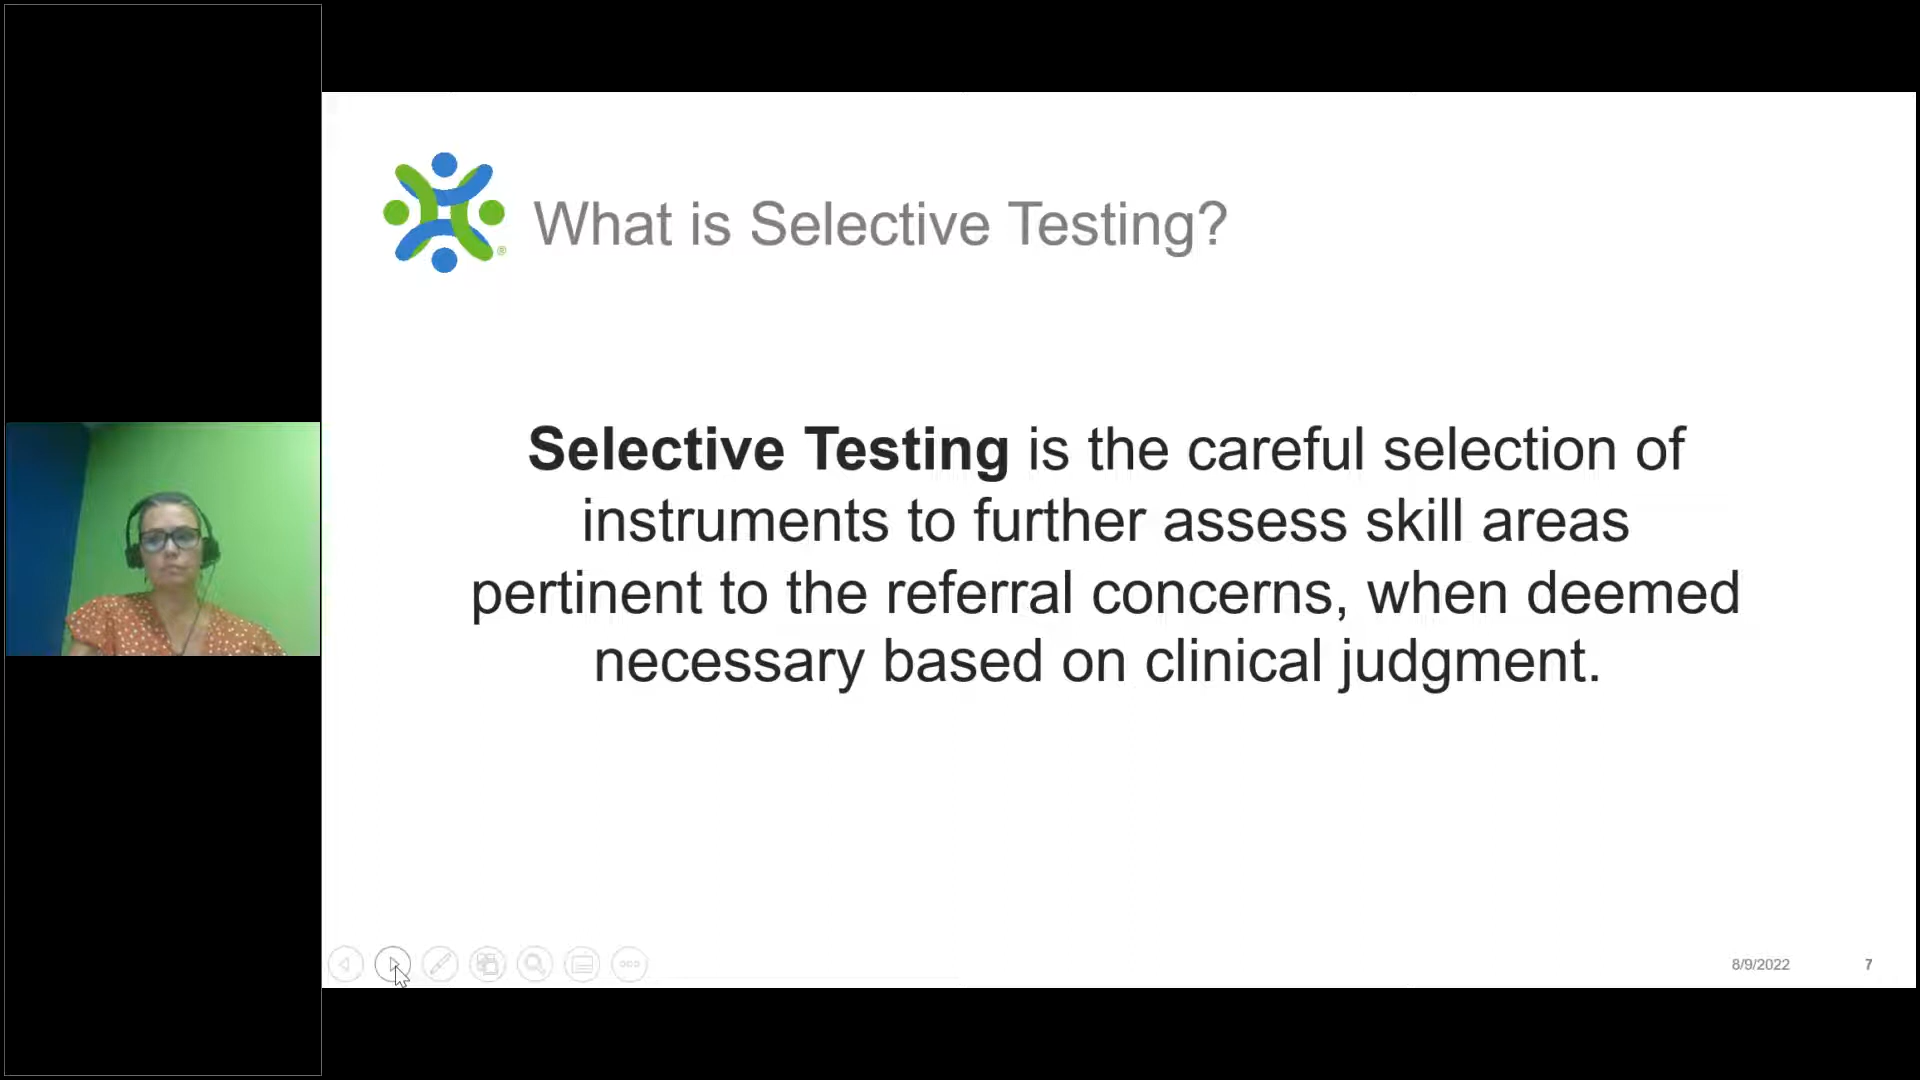 What is Selective Testing?
®
Selective Testing is the careful selection of
instruments to further assess skill areas
pertinent to the referral concerns, when deemed
necessary based on clinical judgment.
8/9/2022
7